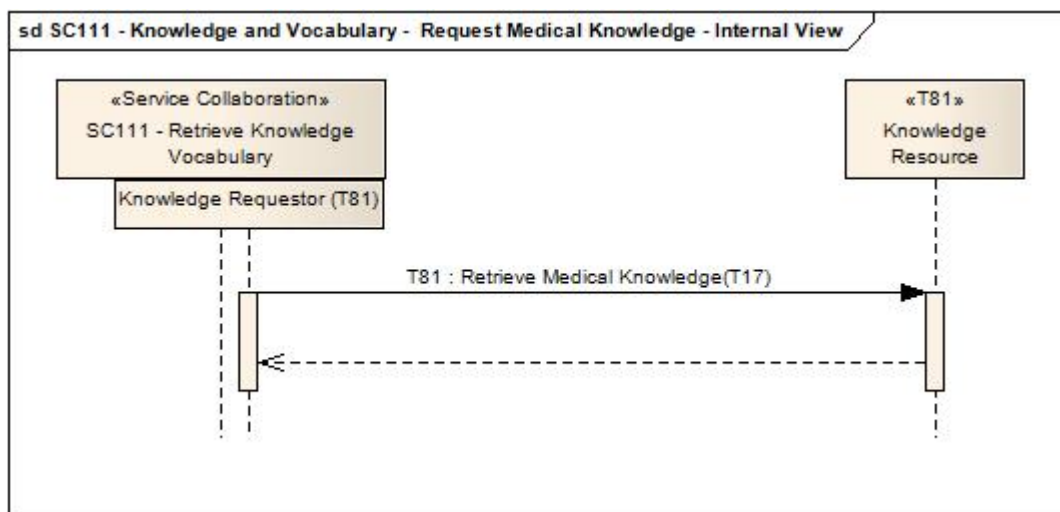 sd SC111 - Knowledge and Vocabulary -  Request Medical Knowledge - Internal View
«Service Collaboration»
SC111 - Retrieve Knowledge
Vocabulary
Knowledge Requestor (T81)
«T81»
Knowledge
Resource
T81 : Retrieve Medical Knowledge(T17)